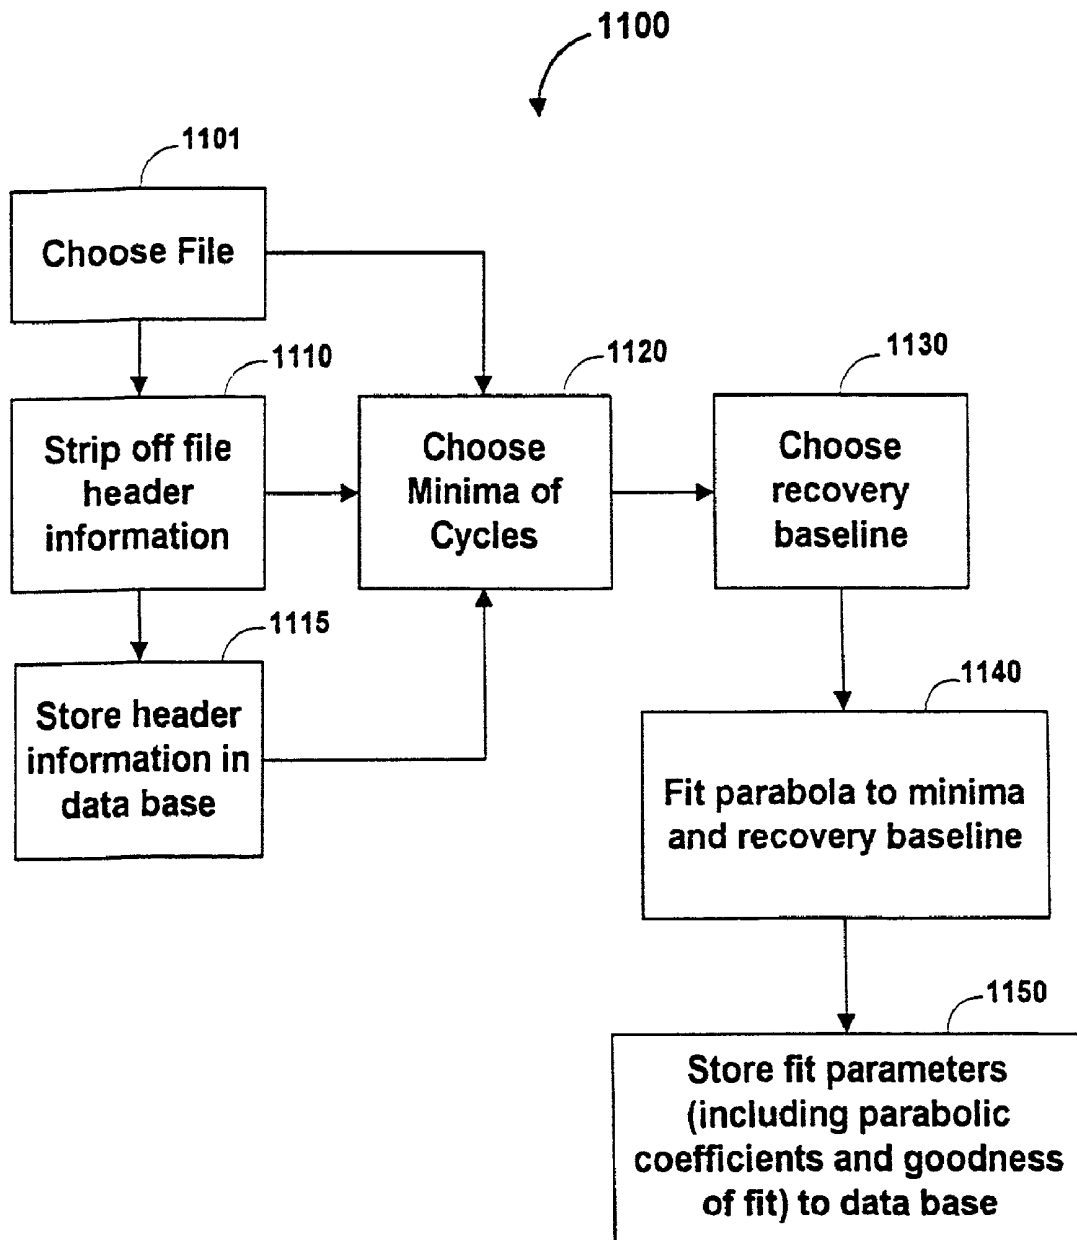 1100
1101
Choose File
1110
Strip off file
header
information
1120
Choose
Minima of
Cycles
1130
Choose
recovery
baseline
1115
Store header
information in
data base
1140
Fit parabola to minima
and recovery baseline
1150
Store fit parameters
(including parabolic
coefficients and goodness
of fit) to data base